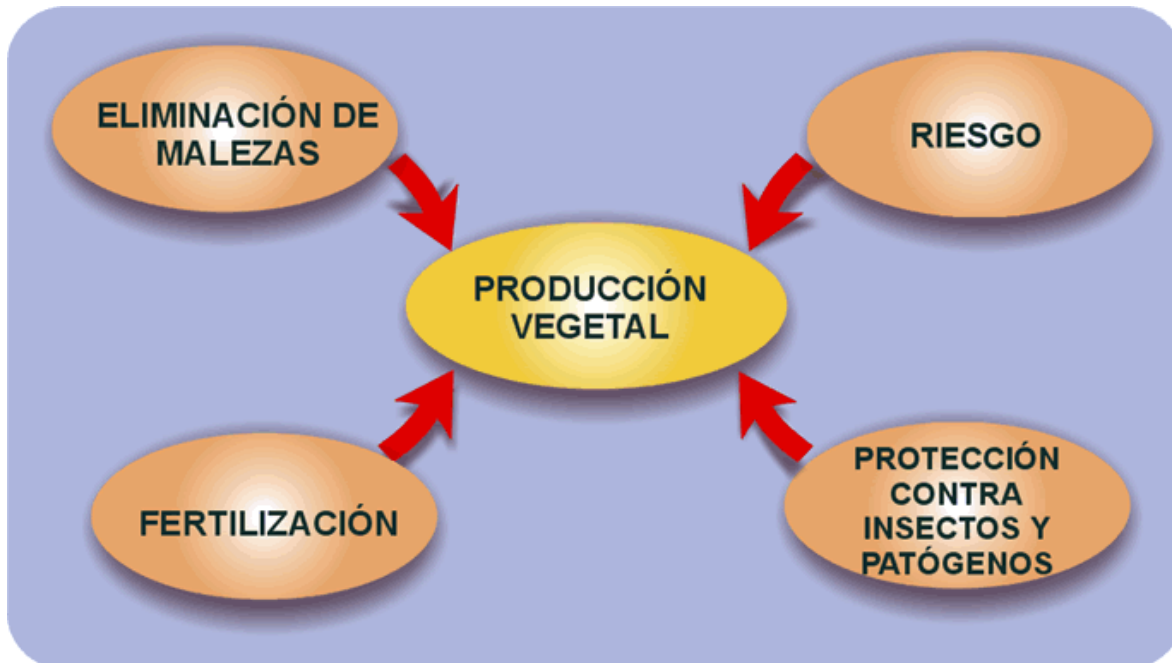 ELIMINACIÓN DE
MALEZAS
RIESGO
PRODUCCIÓN
VEGETAL
FERTILIZACIÓN
PROTECCIÓN
CONTRA
INSECTOS Y
PATÓGENOS